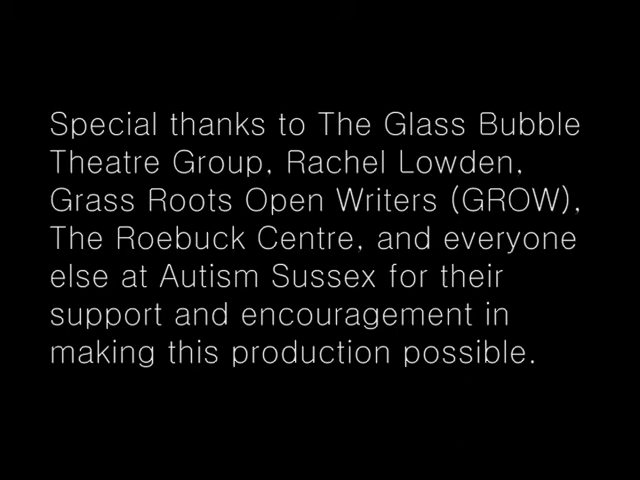 Special thanks to The Glass Bubble
Theatre Group, Rachel Lowden,
Grass Roots Open Writers (GROW),
The Roebuck Centre, and everyone
else at Autism Sussex for their
support and encouragement in
making this production possible.